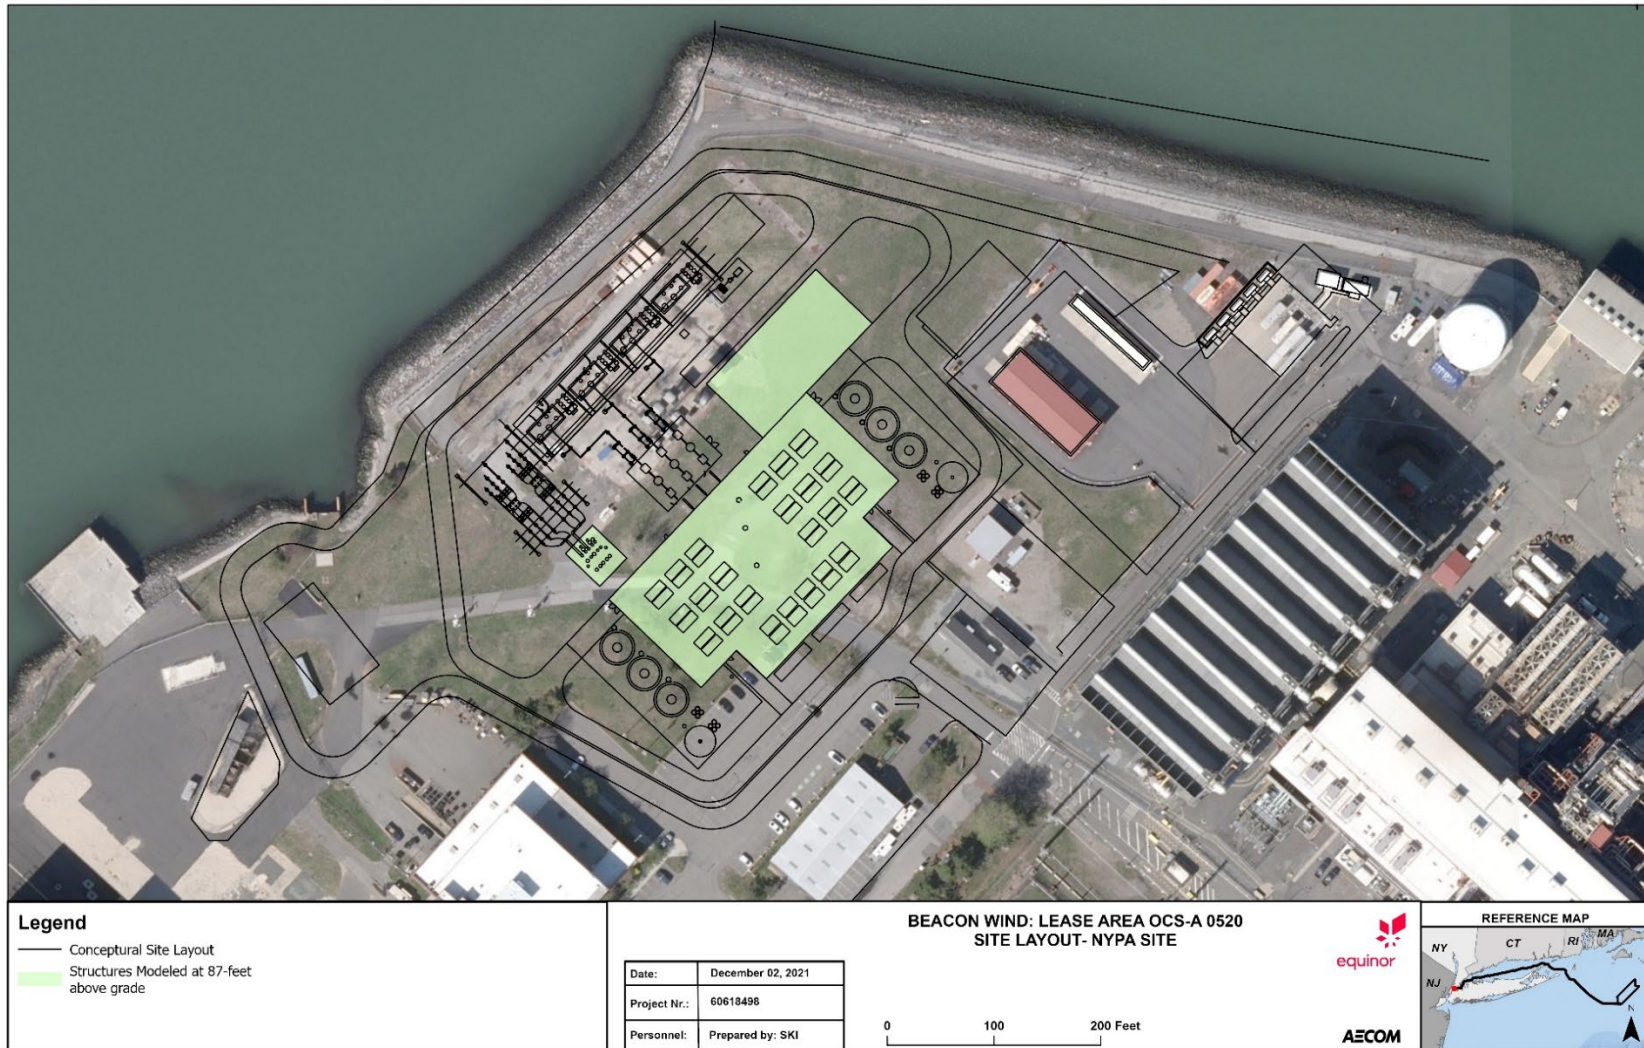 Legend
Conceptural Site Layout
Structures Modeled at 87-feet
above grade
Date: December 02, 2021
Project Nr.: 60618498
Personnel: Prepared by: SKI
BEACON WIND: LEASE AREA OCS-A 0520
SITE LAYOUT- NYPA SITE
0 100 200 Feet
equinor
AECOM
REFERENCE MAP
NY CT RI MA
NJ
N